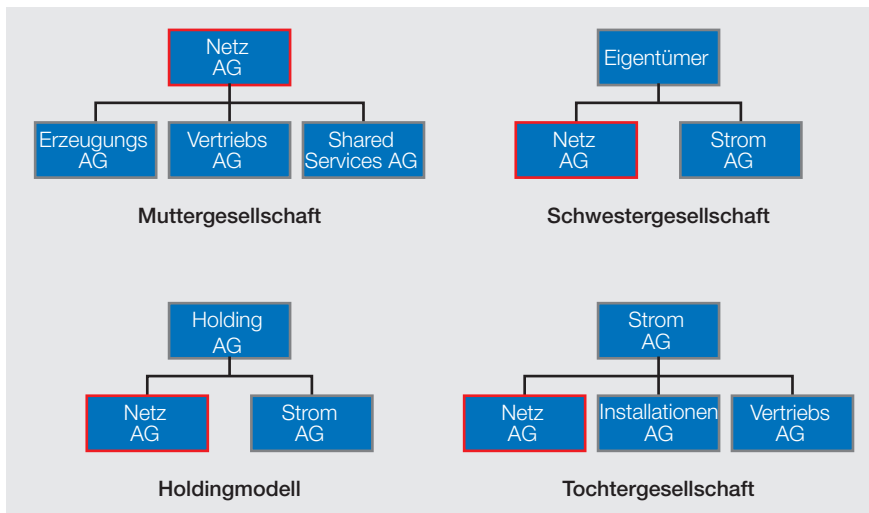 Netz
AG
Erzeugungs
AG
Vertriebs
AG
Shared
Services AG
Muttergesellschaft
Eigentümer
Netz
AG
Strom
AG
Schwestergesellschaft
Holding
AG
Netz
AG
Strom
AG
Holdingmodell
Strom
AG
Netz
AG
Installationen
AG
Vertriebs
AG
Tochtergesellschaft